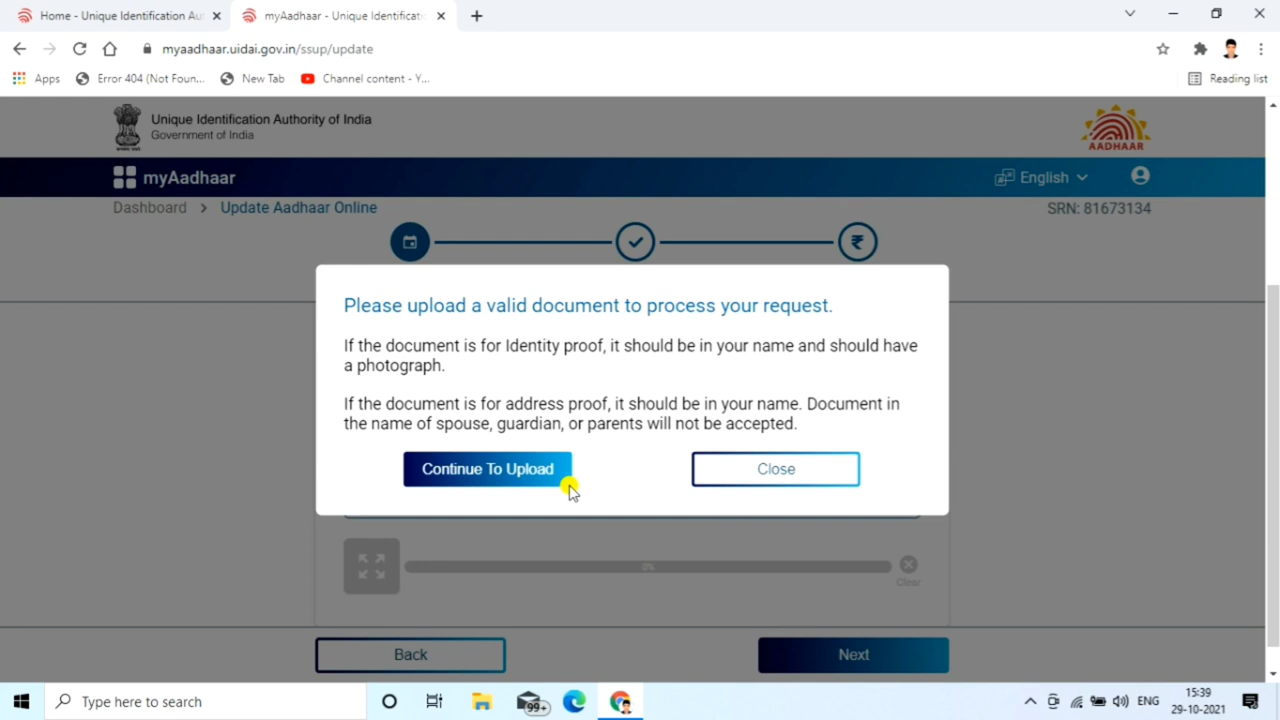 Home - Unique Identification Au
myAadhaar - Unique Identificati
myaadhaar.uidai.gov.in/ssup/update
Apps
Error 404 (Not Foun...
New Tab
Channel content - Y...
Reading list
Unique Identification Authority of India
Government of India
AADHAAR
myAadhaar
English
Dashboard > Update Aadhaar Online
SRN: 81673134
₹
Please upload a valid document to process your request.
If the document is for Identity proof, it should be in your name and should have
a photograph.
If the document is for address proof, it should be in your name. Document in
the name of spouse, guardian, or parents will not be accepted.
Continue To Upload
Close
0%
Clear
Back
Next
Type here to search
99+
ENG
15:39
29-10-2021